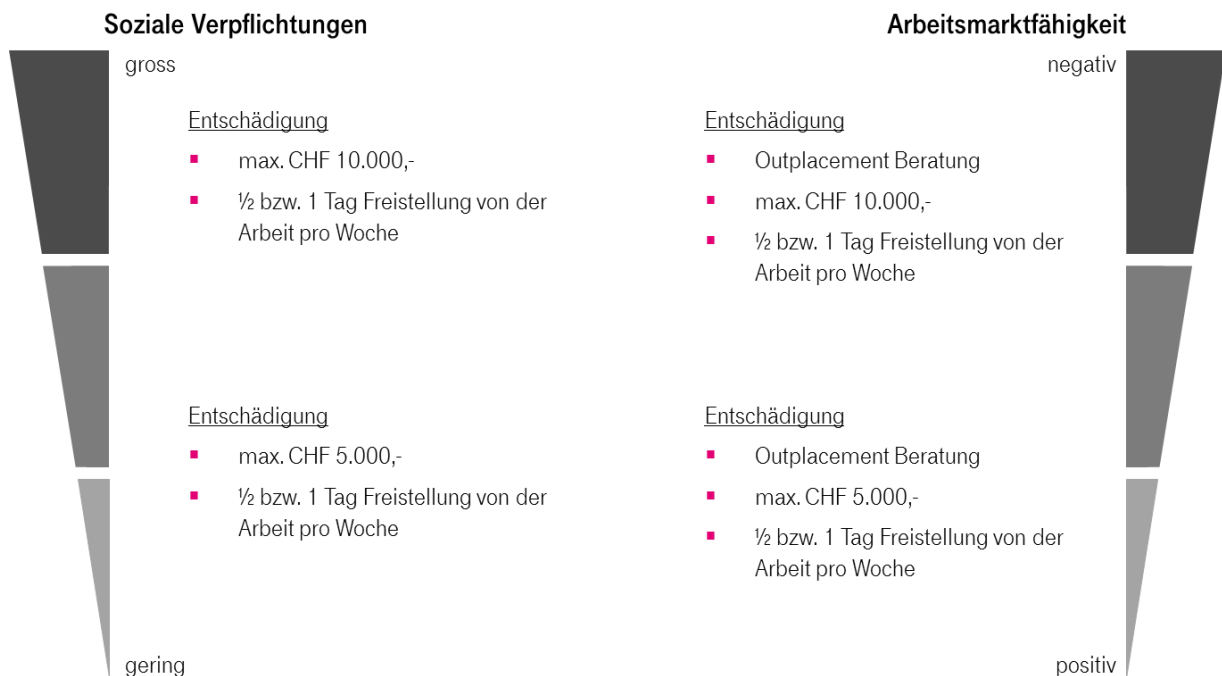 Soziale Verpflichtungen
gross
Entschädigung
▪ max. CHF 10.000,-
▪ ½ bzw. 1 Tag Freistellung von der
Arbeit pro Woche
Entschädigung
▪ max. CHF 5.000,-
▪ ½ bzw. 1 Tag Freistellung von der
Arbeit pro Woche
gering
Arbeitsmarktfähigkeit
negativ
Entschädigung
▪ Outplacement Beratung
▪ max. CHF 10.000,-
▪ ½ bzw. 1 Tag Freistellung von der
Arbeit pro Woche
Entschädigung
▪ Outplacement Beratung
▪ max. CHF 5.000,-
▪ ½ bzw. 1 Tag Freistellung von der
Arbeit pro Woche
positiv